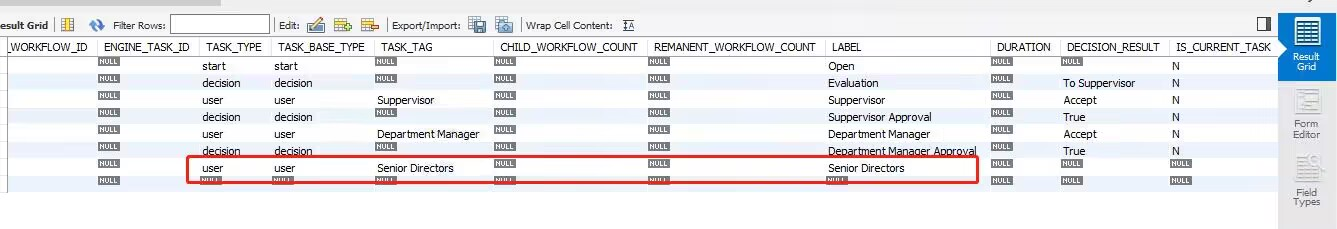 Result Grid Filter Rows: Edit: Export/Import: Wrap Cell Content: IA
_WORKFLOW_ID ENGINE_TASK_ID TASK_TYPE TASK_BASE_TYPE TASK_TAG CHILD_WORKFLOW_COUNT REMANENT_WORKFLOW_COUNT LABEL DURATION DECISION_RESULT IS_CURRENT_TASK
NULL start start NULL NULL NULL Open NULL NULL N
NULL decision decision NULL NULL NULL Evaluation NULL To Suppervisor N
NULL user user Suppervisor NULL NULL Suppervisor NULL Accept N
NULL decision decision NULL NULL NULL Suppervisor Approval NULL True N
NULL user user Department Manager NULL NULL Department Manager NULL Accept N
NULL decision decision NULL NULL NULL Department Manager Approval NULL True N
NULL user user Senior Directors NULL NULL Senior Directors NULL NULL NULL
NULL NULL NULL NULL NULL NULL NULL NULL NULL NULL
Result
Grid
Form
Editor
Field
Types